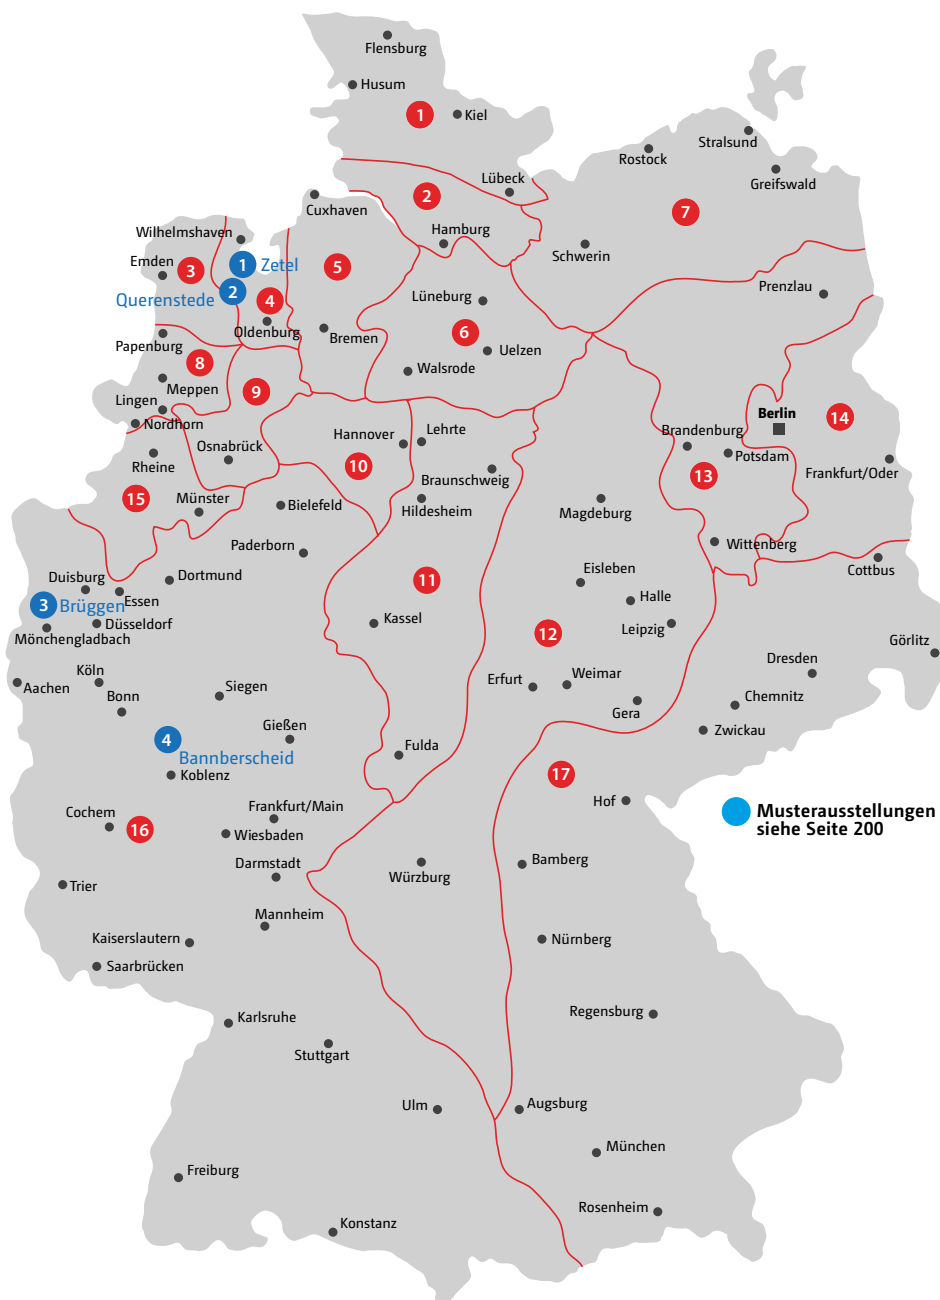 Flensburg
Husum
1
Kiel
Stralsund
Rostock
Greifswald
Lübeck
2
Cuxhaven
7
Wilhelmshaven
Hamburg
Schwerin
Emden
3
1 Zetel
5
Querenstede
2
4
Prenzlau
Lüneburg
Oldenburg
Bremen
6
Papenburg
Uelzen
8
Walsrode
Meppen
9
Lingen
Nordhorn
Berlin
14
Hannover
Lehrte
Brandenburg
Osnabrück
Potsdam
Rheine
10
Braunschweig
13
Frankfurt/Oder
15
Münster
Bielefeld
Hildesheim
Magdeburg
Paderborn
Wittenberg
Cottbus
Duisburg
Dortmund
11
Eisleben
3 Brüggen
Essen
Halle
Düsseldorf
Kassel
12
Leipzig
Mönchengladbach
Görlitz
Köln
Dresden
Aachen
Bonn
Siegen
Erfurt
Weimar
Chemnitz
Gera
Gießen
Zwickau
4
Bannberscheid
Fulda
Koblenz
17
Hof
Frankfurt/Main
Cochem
16
Wiesbaden
Musterausstellungen
siehe Seite 200
Darmstadt
Würzburg
Bamberg
Trier
Mannheim
Kaiserslautern
Nürnberg
Saarbrücken
Karlsruhe
Regensburg
Stuttgart
Ulm
Augsburg
München
Freiburg
Rosenheim
Konstanz